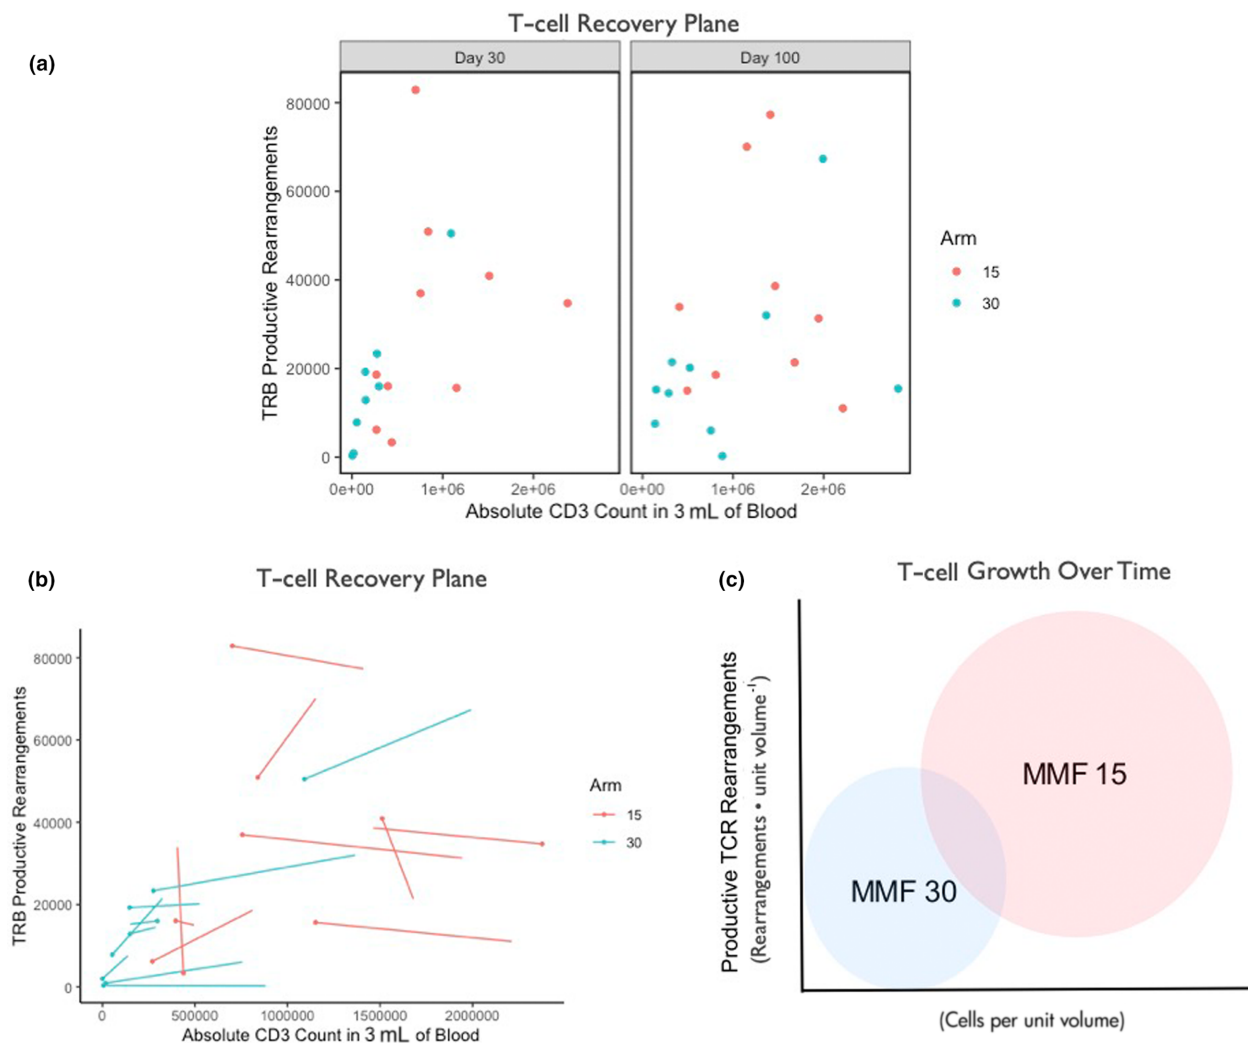 T-cell Recovery Plane
(a)
Day 30
Day 100
TRB Productive Rearrangements
80000
60000
40000
20000
0
0e+00
1e+06
2e+06
0e+00
1e+06
2e+06
Absolute CD3 Count in 3 mL of Blood
Arm
15
30
(b)
T-cell Recovery Plane
TRB Productive Rearrangements
80000
60000
40000
20000
0
0
500000
1000000
1500000
2000000
Absolute CD3 Count in 3 mL of Blood
Arm
15
30
(c)
T-cell Growth Over Time
Productive TCR Rearrangements
(Rearrangements • unit volume⁻¹)
MMF 15
MMF 30
(Cells per unit volume)